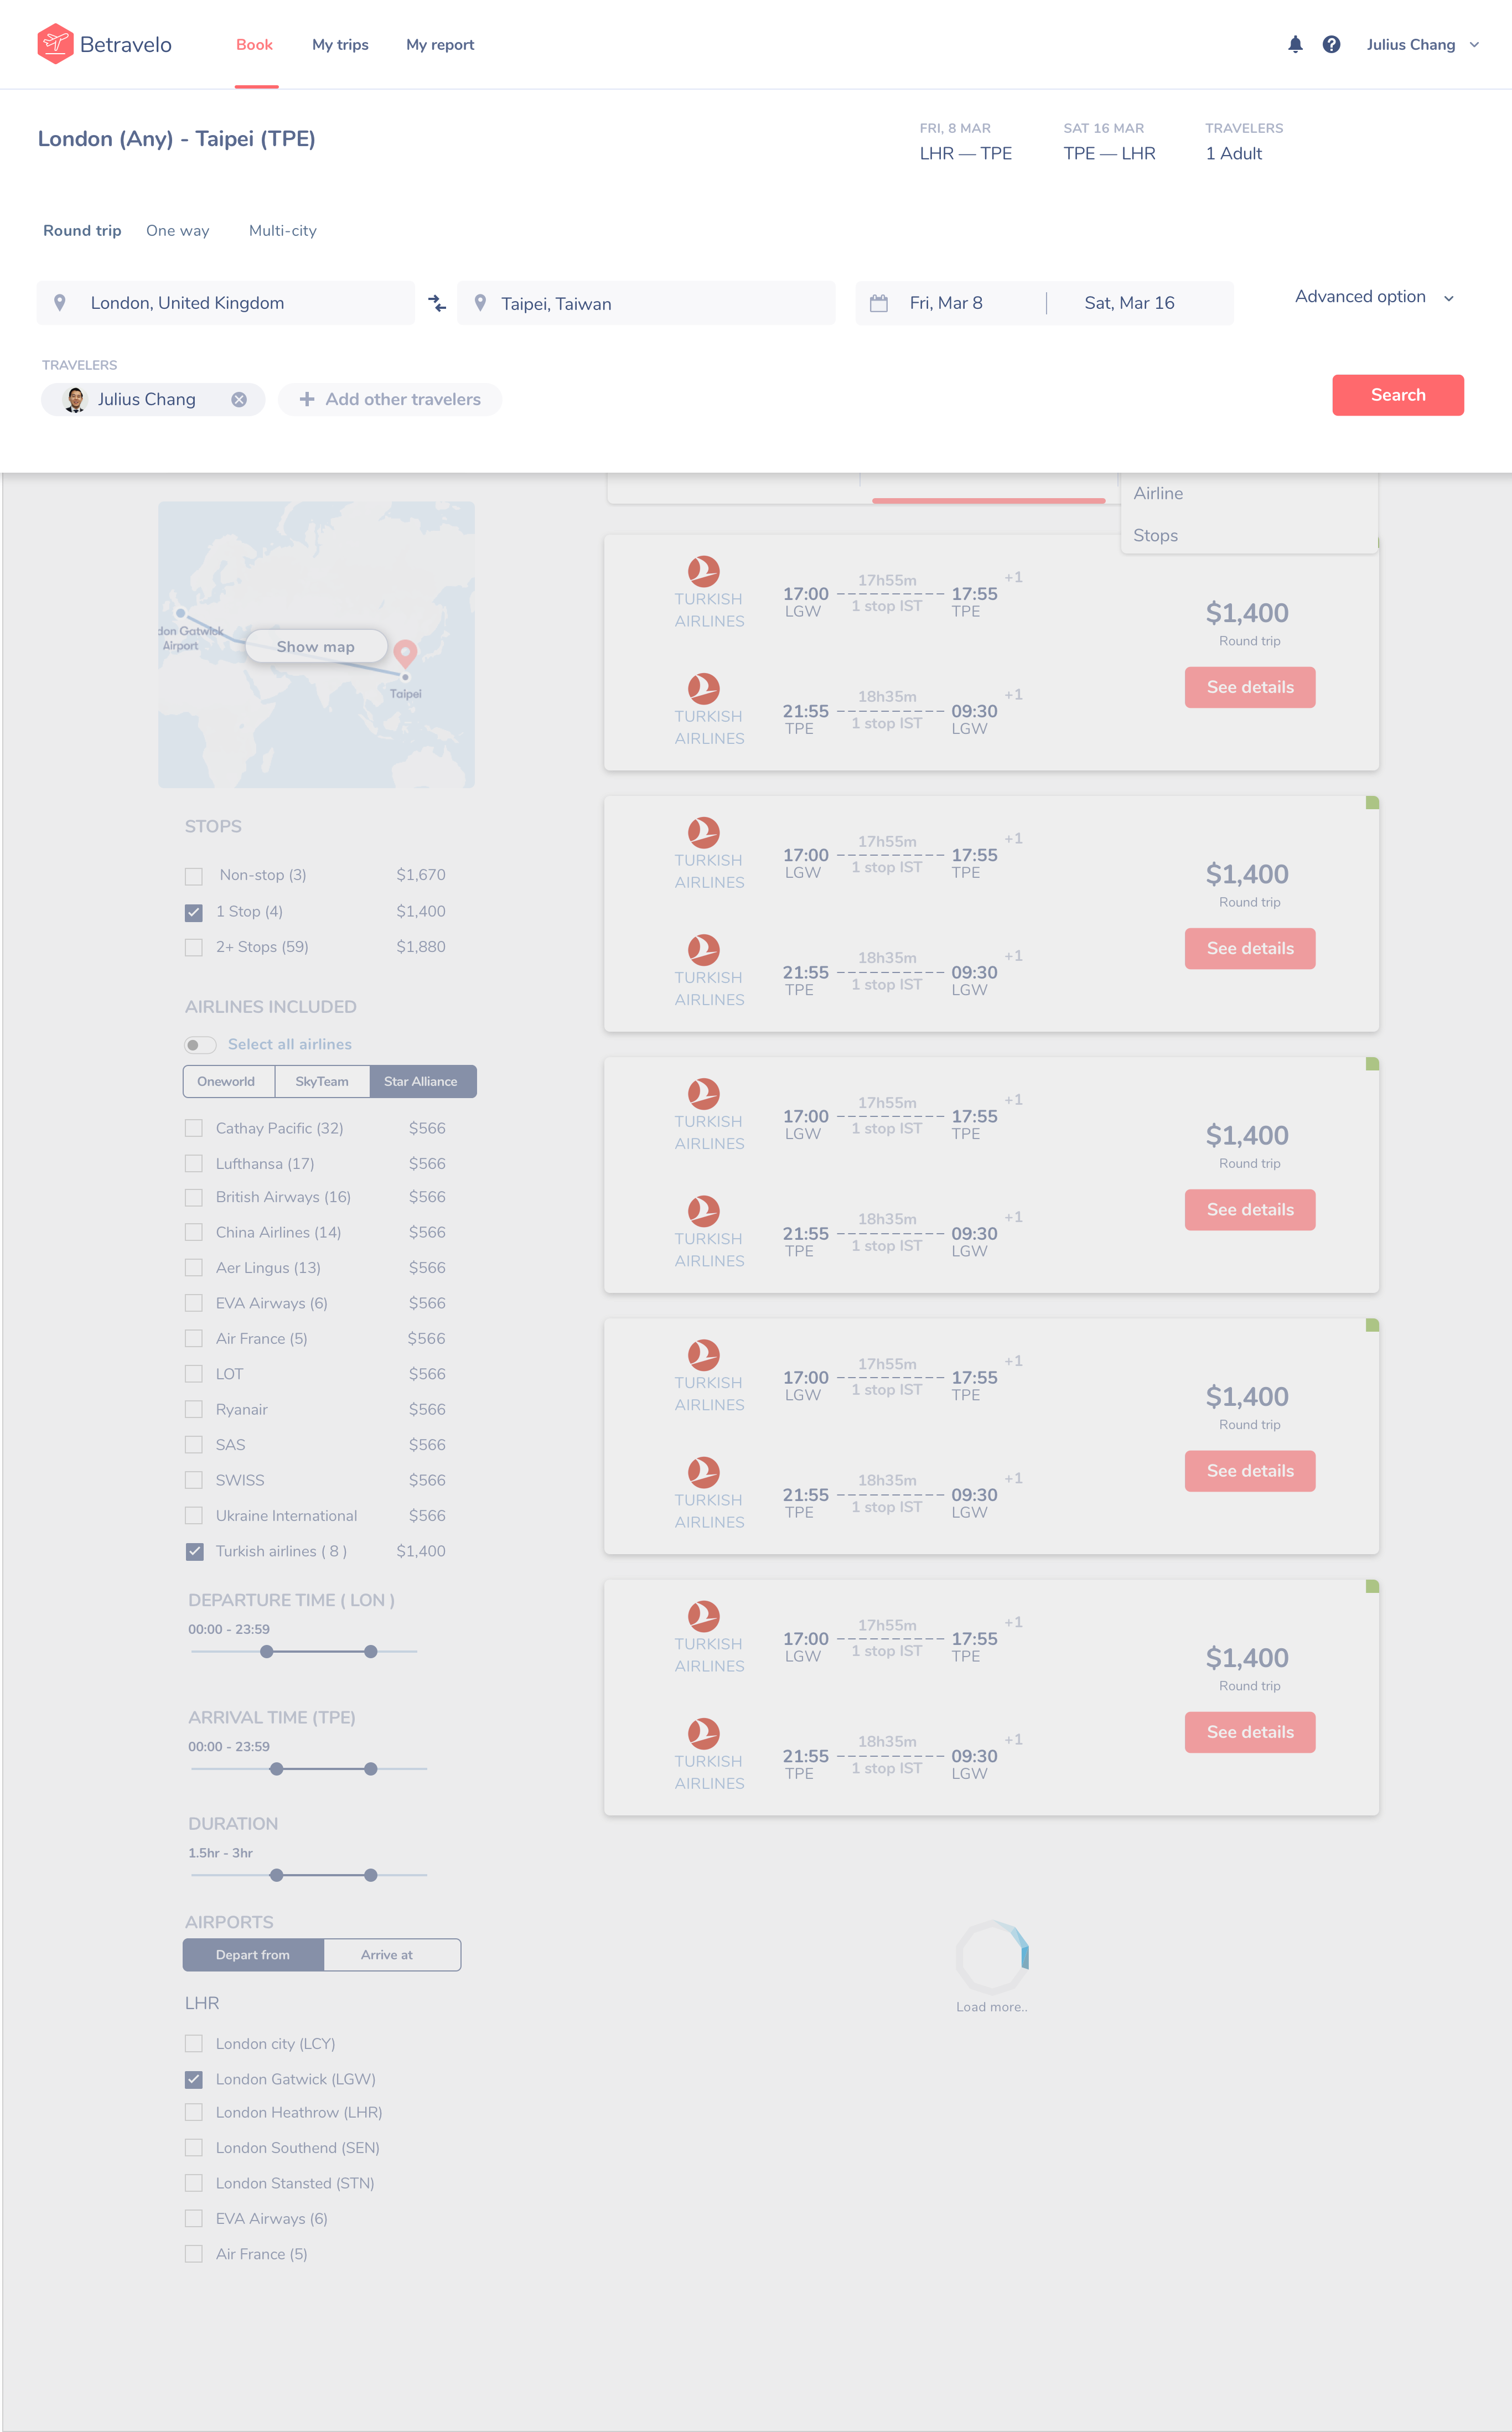 Betravelo
Book
My trips
My report
Julius Chang
London (Any) - Taipei (TPE)
FRI, 8 MAR
LHR — TPE
SAT 16 MAR
TPE — LHR
TRAVELERS
1 Adult
Round trip
One way
Multi-city
London, United Kingdom
Taipei, Taiwan
Fri, Mar 8
Sat, Mar 16
Advanced option
TRAVELERS
Julius Chang
Add other travelers
Search
Airline
Stops
don Gatwick
Airport
Show map
Taipei
STOPS
Non-stop (3) $1,670
1 Stop (4) $1,400
2+ Stops (59) $1,880
AIRLINES INCLUDED
Select all airlines
Oneworld
SkyTeam
Star Alliance
Cathay Pacific (32) $566
Lufthansa (17) $566
British Airways (16) $566
China Airlines (14) $566
Aer Lingus (13) $566
EVA Airways (6) $566
Air France (5) $566
LOT $566
Ryanair $566
SAS $566
SWISS $566
Ukraine International $566
Turkish airlines ( 8 ) $1,400
DEPARTURE TIME ( LON )
00:00 - 23:59
ARRIVAL TIME (TPE)
00:00 - 23:59
DURATION
1.5hr - 3hr
AIRPORTS
Depart from
Arrive at
LHR
London city (LCY)
London Gatwick (LGW)
London Heathrow (LHR)
London Southend (SEN)
London Stansted (STN)
EVA Airways (6)
Air France (5)
TURKISH
AIRLINES
17:00
LGW
17h55m
1 stop IST
17:55
TPE
+1
TURKISH
AIRLINES
21:55
TPE
18h35m
1 stop IST
09:30
LGW
+1
$1,400
Round trip
See details
TURKISH
AIRLINES
17:00
LGW
17h55m
1 stop IST
17:55
TPE
+1
TURKISH
AIRLINES
21:55
TPE
18h35m
1 stop IST
09:30
LGW
+1
$1,400
Round trip
See details
TURKISH
AIRLINES
17:00
LGW
17h55m
1 stop IST
17:55
TPE
+1
TURKISH
AIRLINES
21:55
TPE
18h35m
1 stop IST
09:30
LGW
+1
$1,400
Round trip
See details
TURKISH
AIRLINES
17:00
LGW
17h55m
1 stop IST
17:55
TPE
+1
TURKISH
AIRLINES
21:55
TPE
18h35m
1 stop IST
09:30
LGW
+1
$1,400
Round trip
See details
TURKISH
AIRLINES
17:00
LGW
17h55m
1 stop IST
17:55
TPE
+1
TURKISH
AIRLINES
21:55
TPE
18h35m
1 stop IST
09:30
LGW
+1
$1,400
Round trip
See details
Load more..